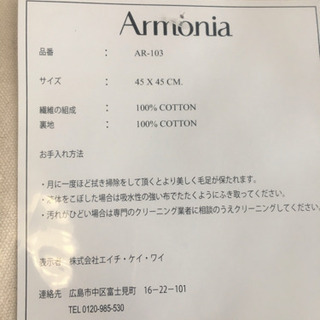 Armonia
品番 : AR-103
サイズ : 45 X 45 CM.
繊維の組成 : 100% COTTON
裏地 : 100% COTTON
お手入れ方法
・月に一度ほど拭き掃除をして頂くとより美しく毛足が保たれます。
・液体をこぼした場合は吸水性の強い布でたたくようにふき取ってください。
・汚れがひどい場合は専門のクリーニング業者に相談のうえクリーニングしてください。
表示者 : 株式会社エイチ・ケイ・ワイ
連絡先 : 広島市中区富士見町 16-22-101
TEL 0120-985-530